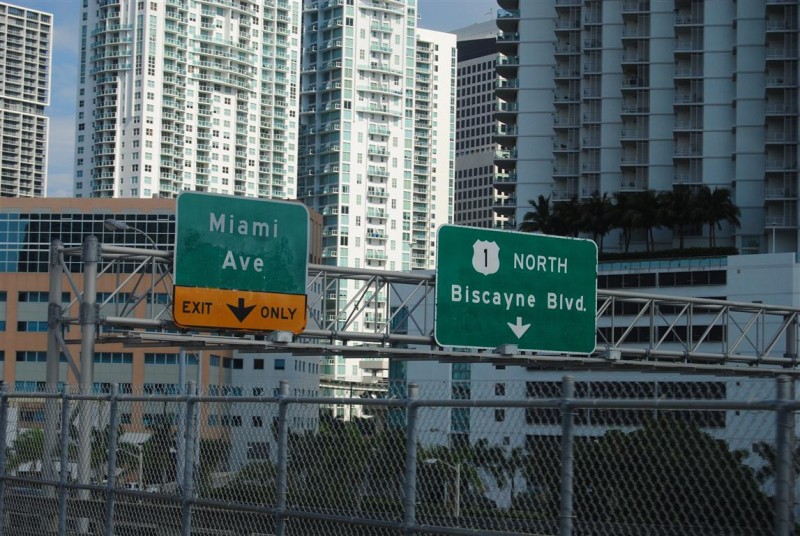 Miami
Ave
EXIT ONLY
1 NORTH
Biscayne Blvd.